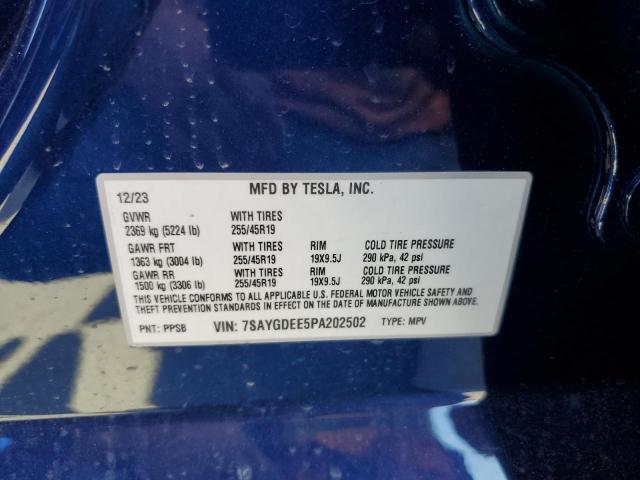 MFD BY TESLA, INC.
12/23
GVWR WITH TIRES
2369 kg (5224 lb) 255/45R19
GAWR FRT WITH TIRES RIM COLD TIRE PRESSURE
1363 kg (3004 lb) 255/45R19 19X9.5J 290 kPa, 42 psi
GAWR RR WITH TIRES RIM COLD TIRE PRESSURE
1500 kg (3306 lb) 255/45R19 19X9.5J 290 kPa, 42 psi
THIS VEHICLE CONFORMS TO ALL APPLICABLE U.S. FEDERAL MOTOR VEHICLE SAFETY AND
THEFT PREVENTION STANDARDS IN EFFECT ON THE DATE OF MANUFACTURE SHOWN ABOVE.
PNT: PPSB VIN: 7SAYGDEE5PA202502 TYPE: MPV